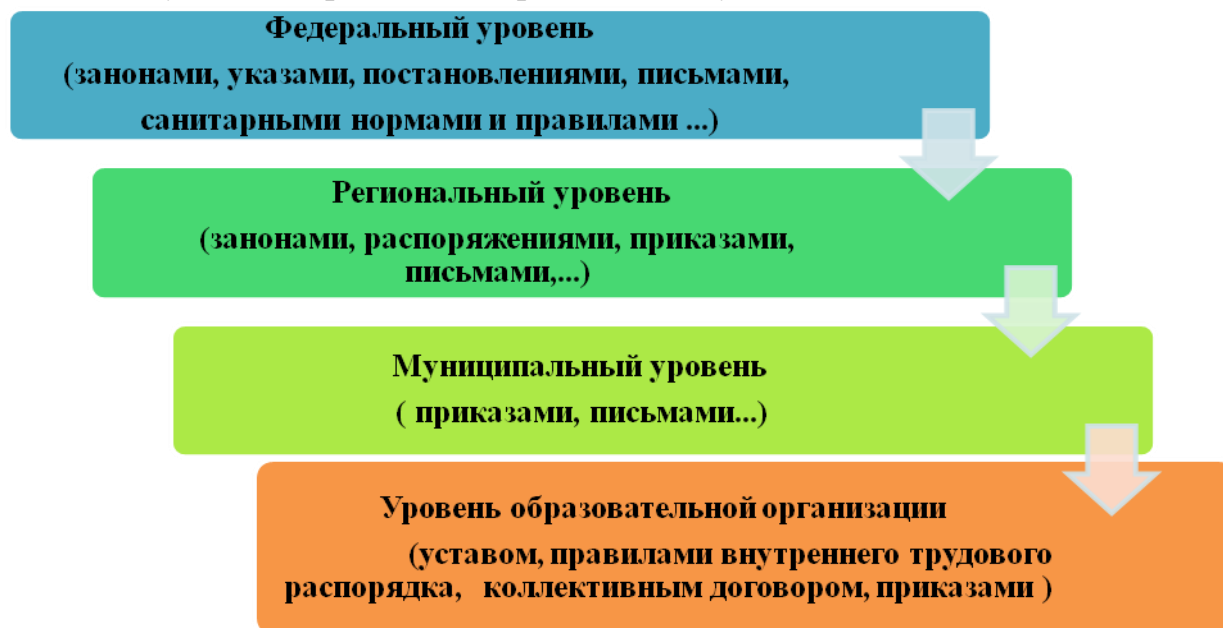 Федеральный уровень
(занонами, указами, постановлениями, письмами,
санитарными нормами и правилами ...)
Региональный уровень
(занонами, распоряжениями, приказами,
письмами,...)
Муниципальный уровень
( приказами, письмами...)
Уровень образовательной организации
(уставом, правилами внутреннего трудового
распорядка, коллективным договором, приказами )